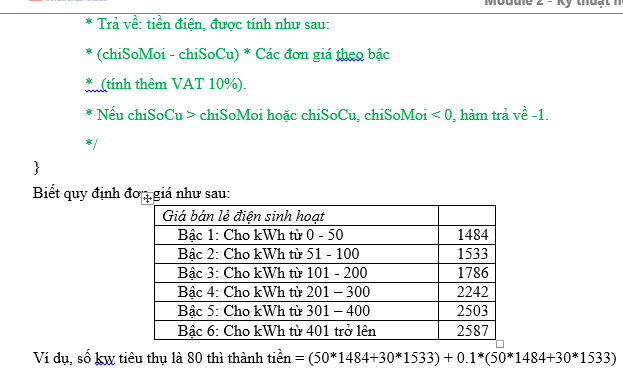 Module 2 - Kỹ thuật
* Trả về: tiền điện, được tính như sau:
* (chiSoMoi - chiSoCu) * Các đơn giá theo bậc
* (tính thêm VAT 10%).
* Nếu chiSoCu > chiSoMoi hoặc chiSoCu, chiSoMoi < 0, hàm trả về -1.
*/
}
Biết quy định đơn giá như sau:
Giá bán lẻ điện sinh hoạt
Bậc 1: Cho kWh từ 0 - 50 1484
Bậc 2: Cho kWh từ 51 - 100 1533
Bậc 3: Cho kWh từ 101 - 200 1786
Bậc 4: Cho kWh từ 201 – 300 2242
Bậc 5: Cho kWh từ 301 – 400 2503
Bậc 6: Cho kWh từ 401 trở lên 2587
Ví dụ, số kw tiêu thụ là 80 thì thành tiền = (50*1484+30*1533) + 0.1*(50*1484+30*1533)